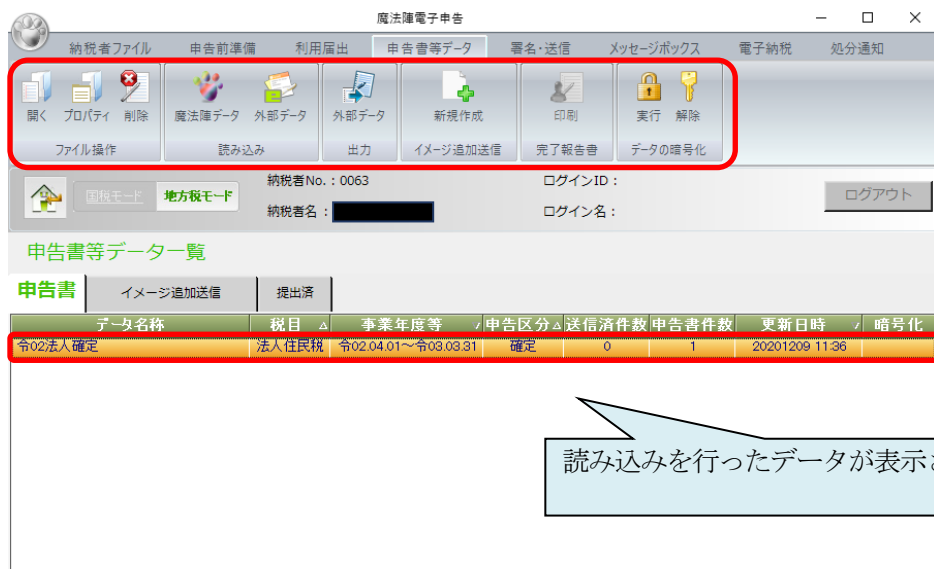 魔法陣電子申告
納税者ファイル 申告前準備 利用届出 申告書等データ 署名・送信 メッセージボックス 電子納税 処分通知
開く プロパティ 削除 魔法陣データ 外部データ 外部データ 新規作成 印刷 実行 解除
ファイル操作 読み込み 出力 イメージ追加送信 完了報告書 データの暗号化
国税モード 地方税モード 納税者No.：0063 ログインID： ログアウト
納税者名： ログイン名：
申告書等データ一覧
申告書 イメージ追加送信 提出済
データ名称 税目 事業年度等 申告区分 送信済件数 申告書件数 更新日時 暗号化
令02法人確定 法人住民税 令02.04.01～令03.03.31 確定 0 1 20201209 11:36
読み込みを行ったデータが表示